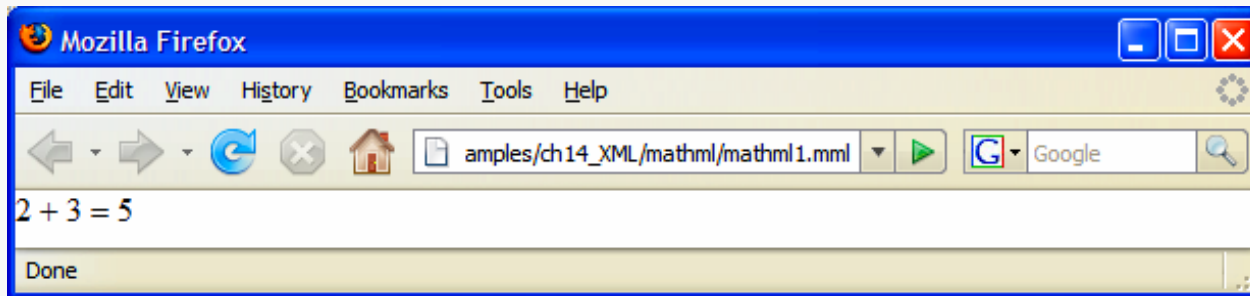 Mozilla Firefox
File Edit View History Bookmarks Tools Help
amples/ch14_XML/mathml/mathml1.mml G Google
2 + 3 = 5
Done